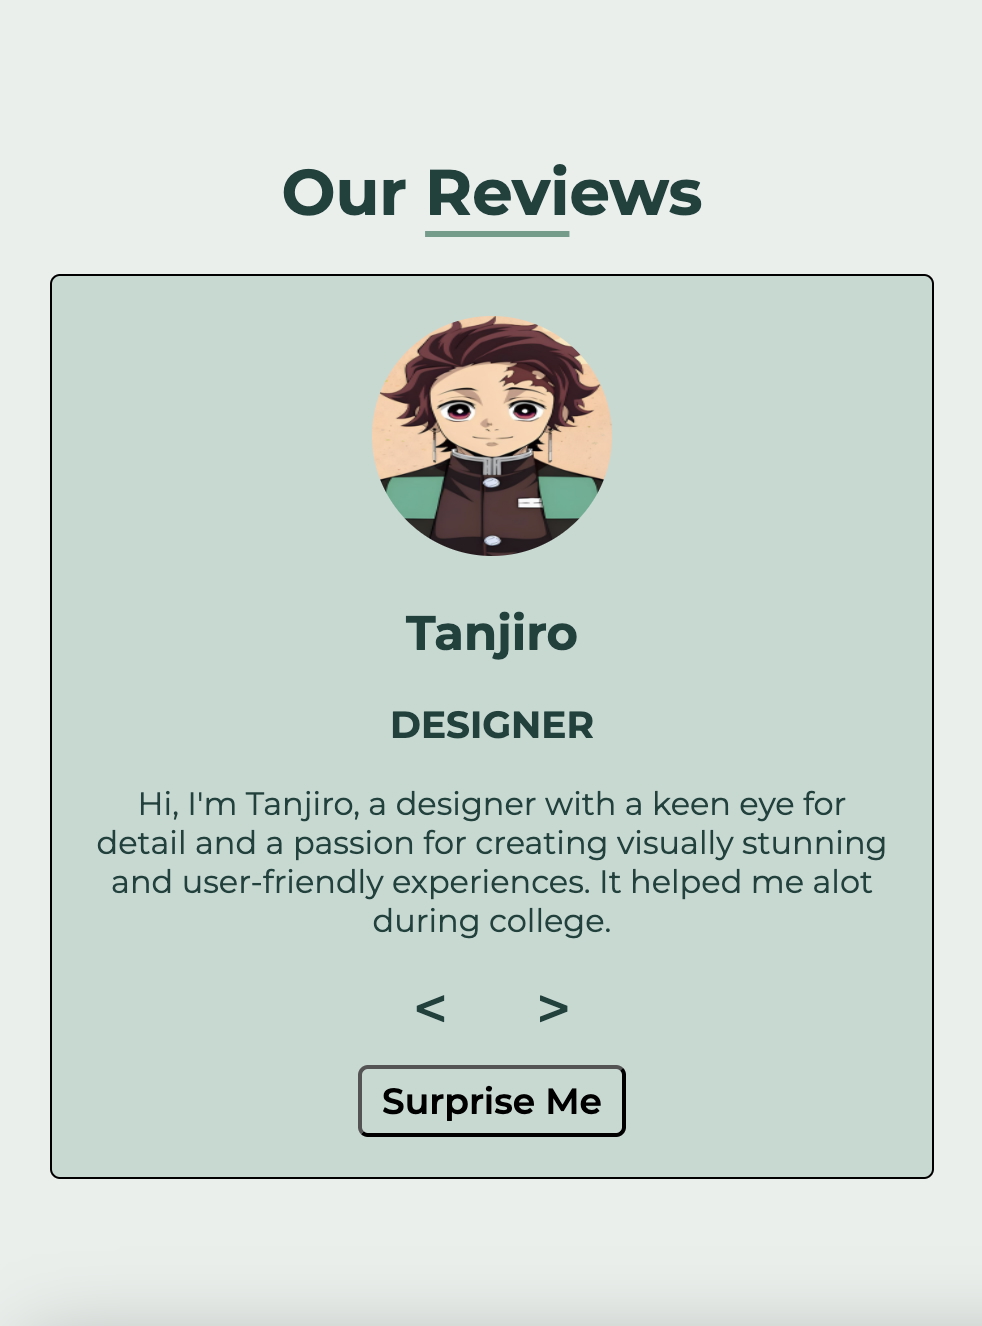 Our Reviews
Tanjiro
DESIGNER
Hi, I'm Tanjiro, a designer with a keen eye for
detail and a passion for creating visually stunning
and user-friendly experiences. It helped me alot
during college.
< >
Surprise Me